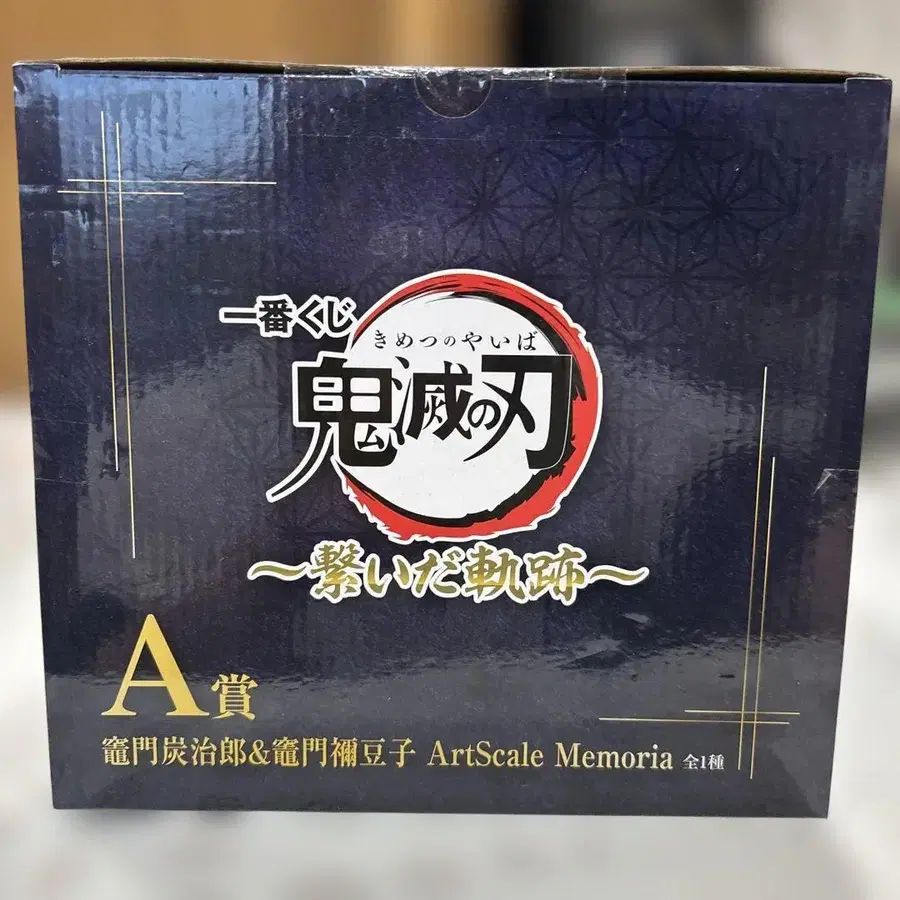 一番くじ
きめつのやいば
鬼滅の刃
～繋いだ軌跡～
A賞
竈門炭治郎&竈門禰豆子 ArtScale Memoria 全1種